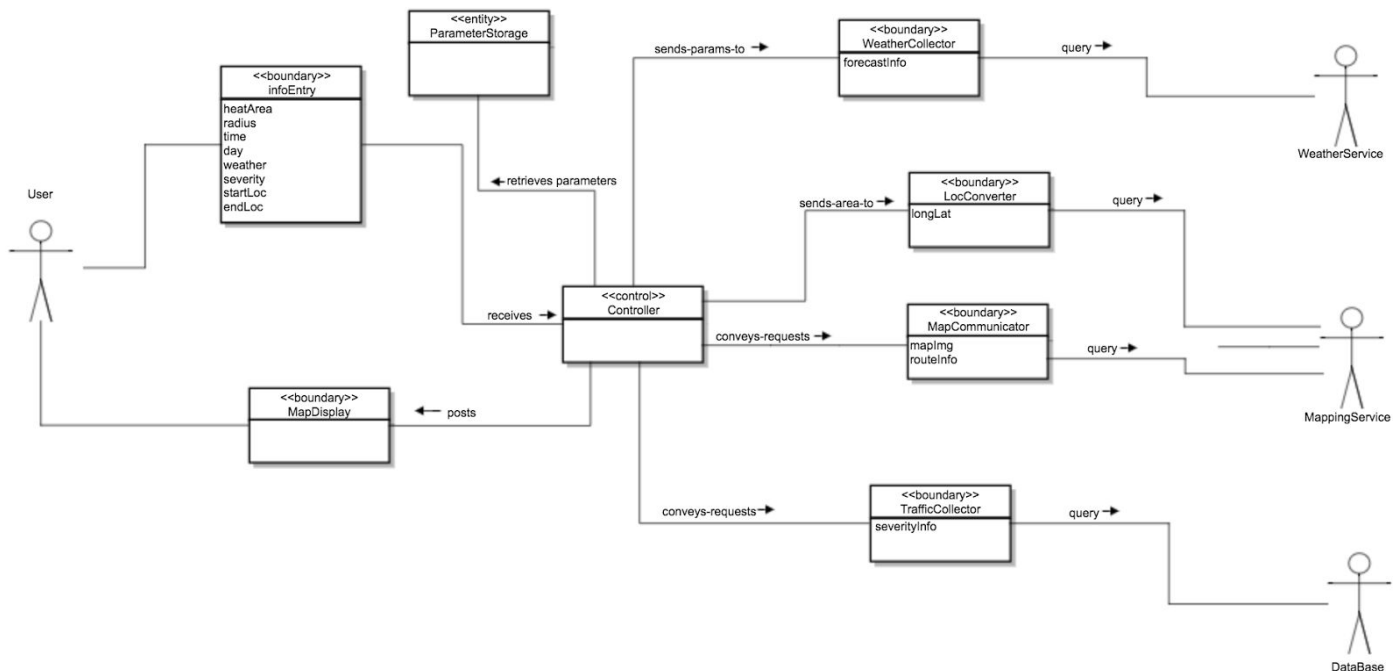 <<entity>>
ParameterStorage
<<boundary>>
WeatherCollector
forecastInfo
sends-params-to
query
WeatherService
<<boundary>>
infoEntry
heatArea
radius
time
day
weather
severity
startLoc
endLoc
User
retrieves parameters
<<boundary>>
LocConverter
longLat
sends-area-to
query
<<control>>
Controller
receives
<<boundary>>
MapCommunicator
mapImg
routeInfo
conveys-requests
query
MappingService
<<boundary>>
MapDisplay
posts
<<boundary>>
TrafficCollector
severityInfo
conveys-requests
query
DataBase